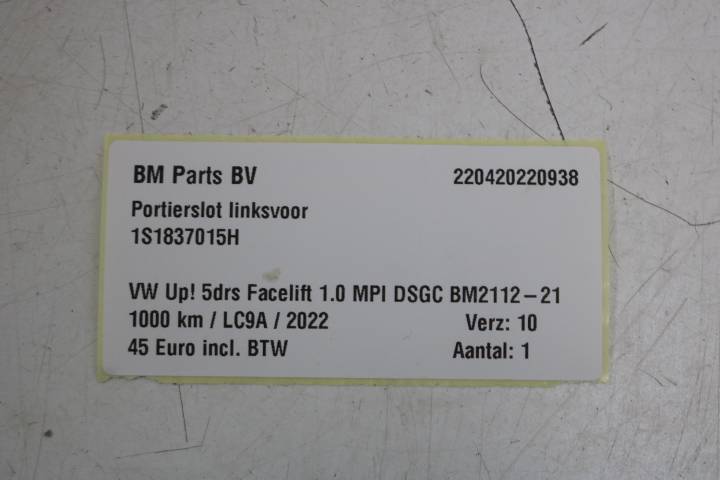 BM Parts BV 220420220938
Portierslot linksvoor
1S1837015H
VW Up! 5drs Facelift 1.0 MPI DSGC BM2112-21
1000 km / LC9A / 2022 Verz: 10
45 Euro incl. BTW Aantal: 1